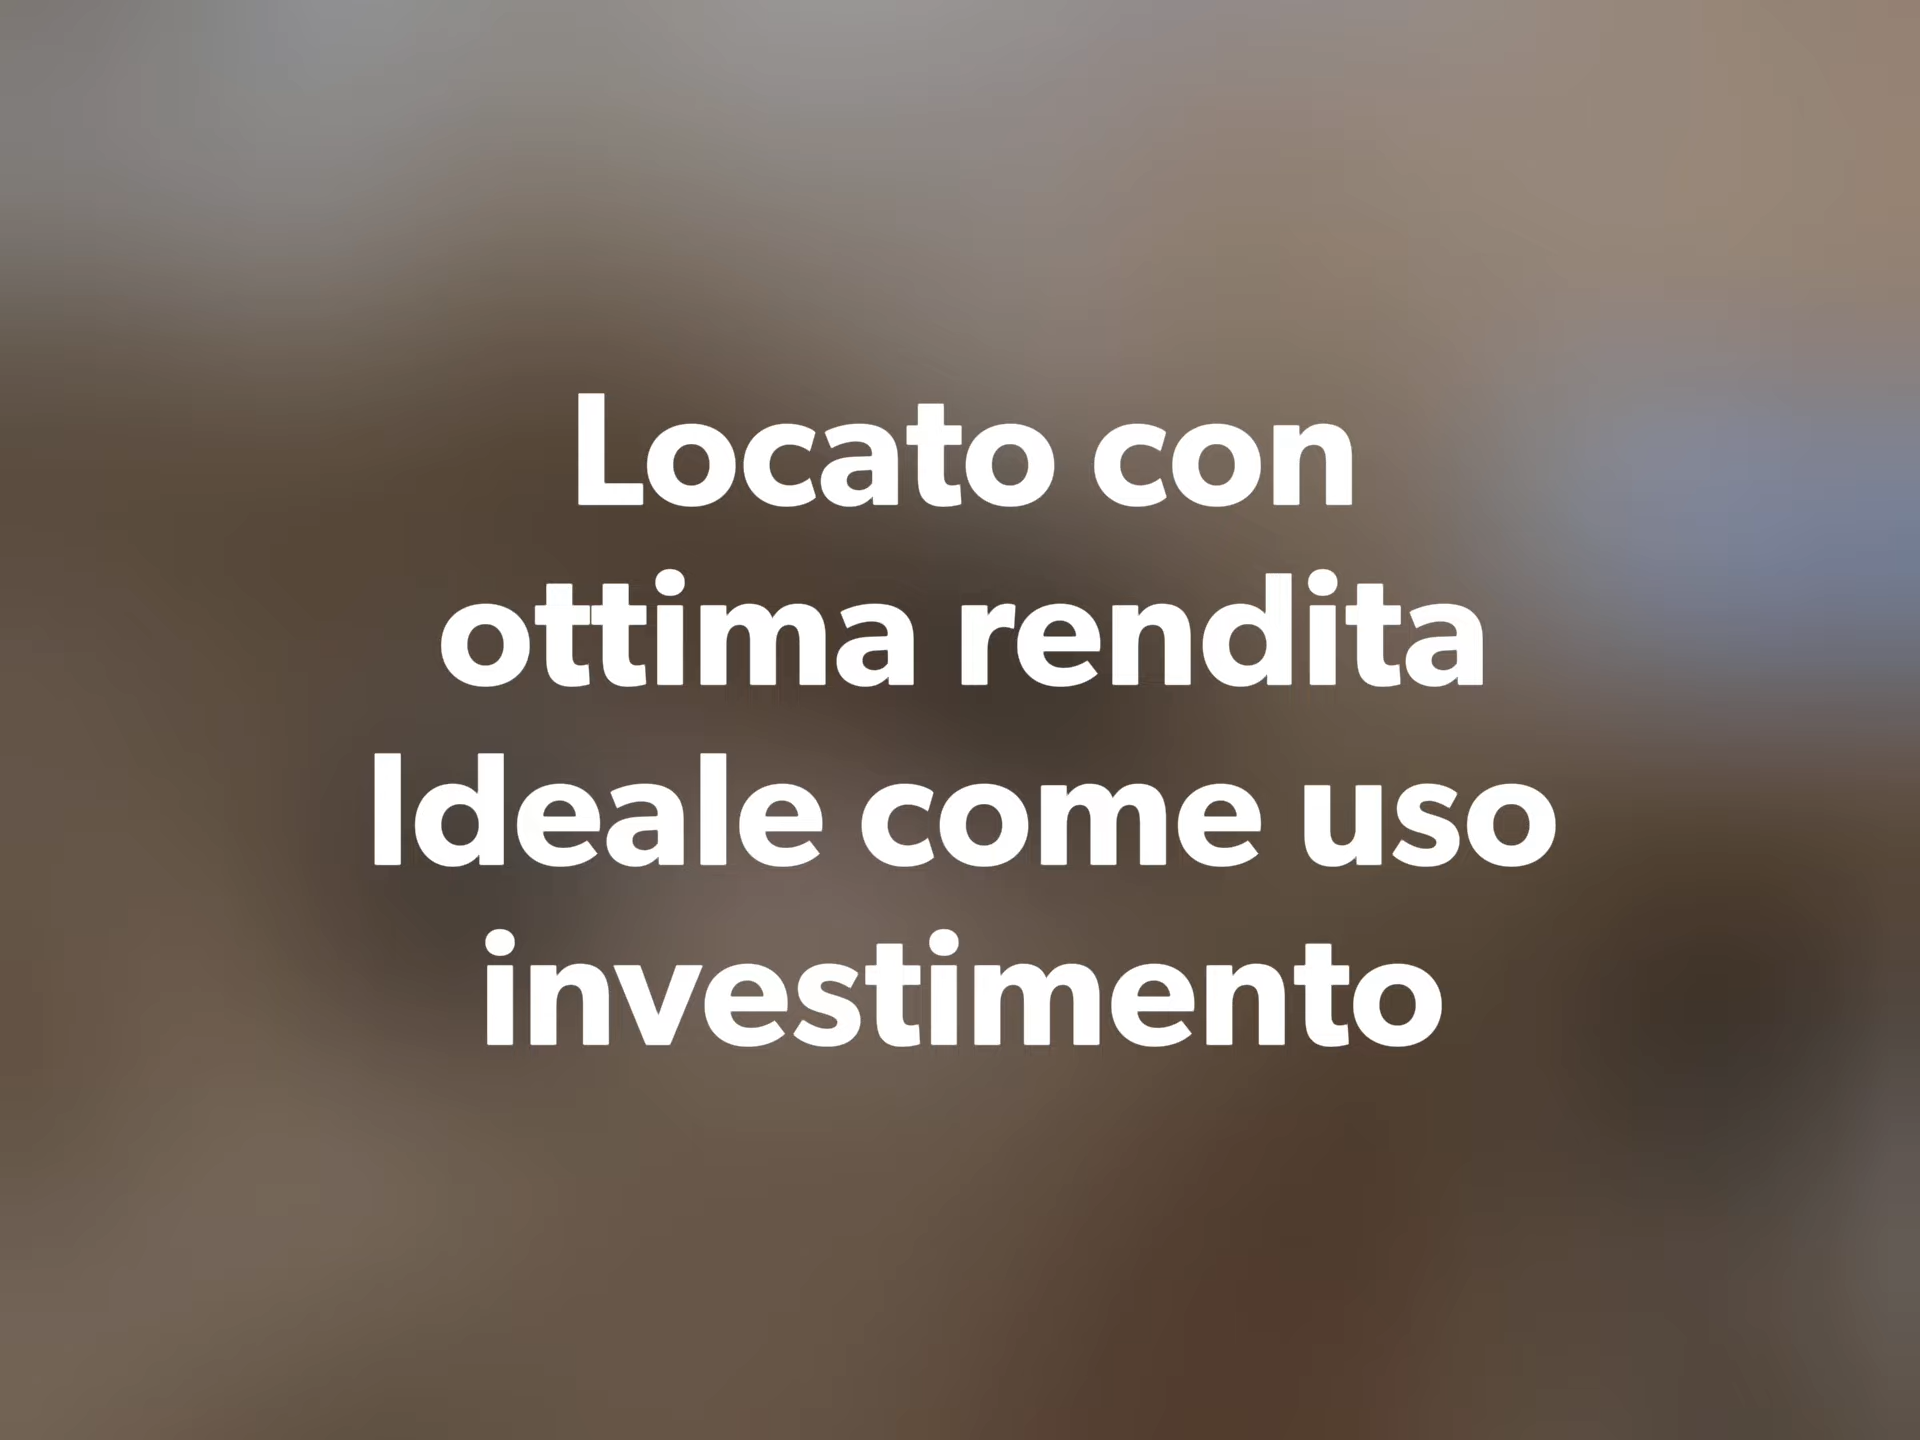 Locato con
ottima rendita
Ideale come uso
investimento